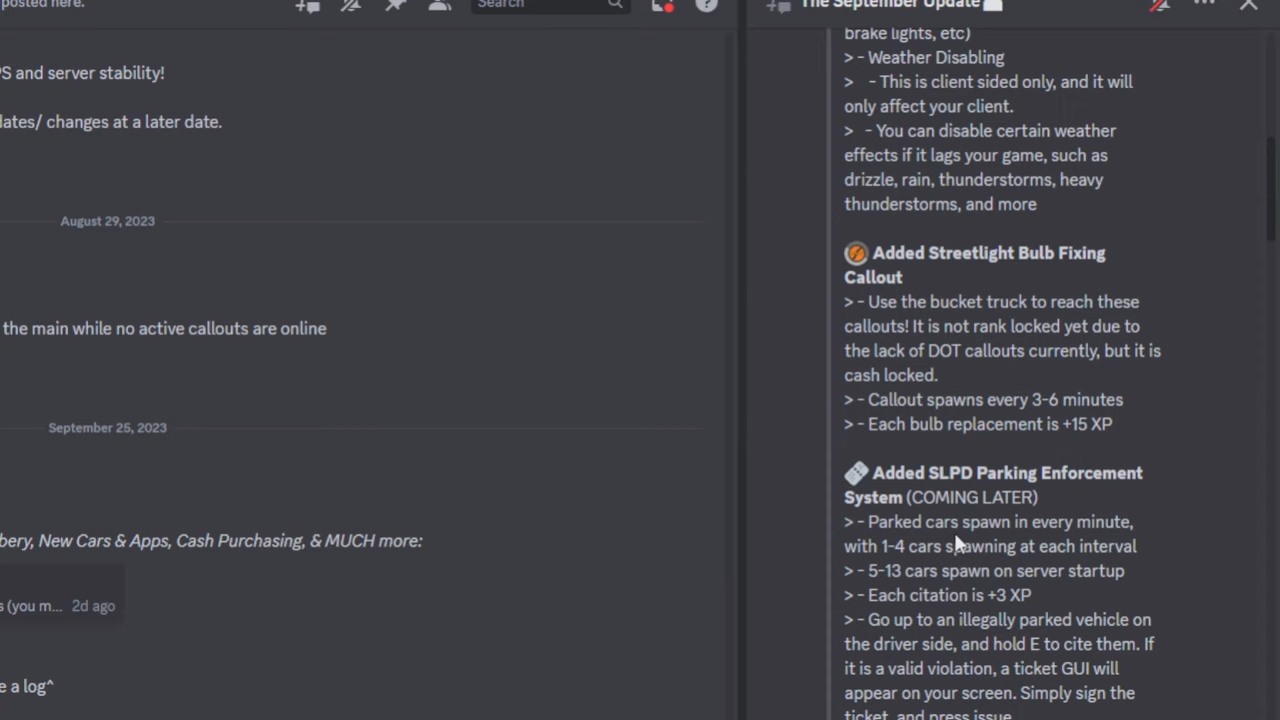 posted here.
Search
PS and server stability!
dates/ changes at a later date.
August 29, 2023
the main while no active callouts are online
September 25, 2023
bery, New Cars & Apps, Cash Purchasing, & MUCH more:
s (you m... 2d ago
e a log^
The September Update
brake lights, etc)
> - Weather Disabling
> - This is client sided only, and it will
only affect your client.
> - You can disable certain weather
effects if it lags your game, such as
drizzle, rain, thunderstorms, heavy
thunderstorms, and more
Added Streetlight Bulb Fixing
Callout
> - Use the bucket truck to reach these
callouts! It is not rank locked yet due to
the lack of DOT callouts currently, but it is
cash locked.
> - Callout spawns every 3-6 minutes
> - Each bulb replacement is +15 XP
Added SLPD Parking Enforcement
System (COMING LATER)
> - Parked cars spawn in every minute,
with 1-4 cars spawning at each interval
> - 5-13 cars spawn on server startup
> - Each citation is +3 XP
> - Go up to an illegally parked vehicle on
the driver side, and hold E to cite them. If
it is a valid violation, a ticket GUI will
appear on your screen. Simply sign the
ticket, and press issue